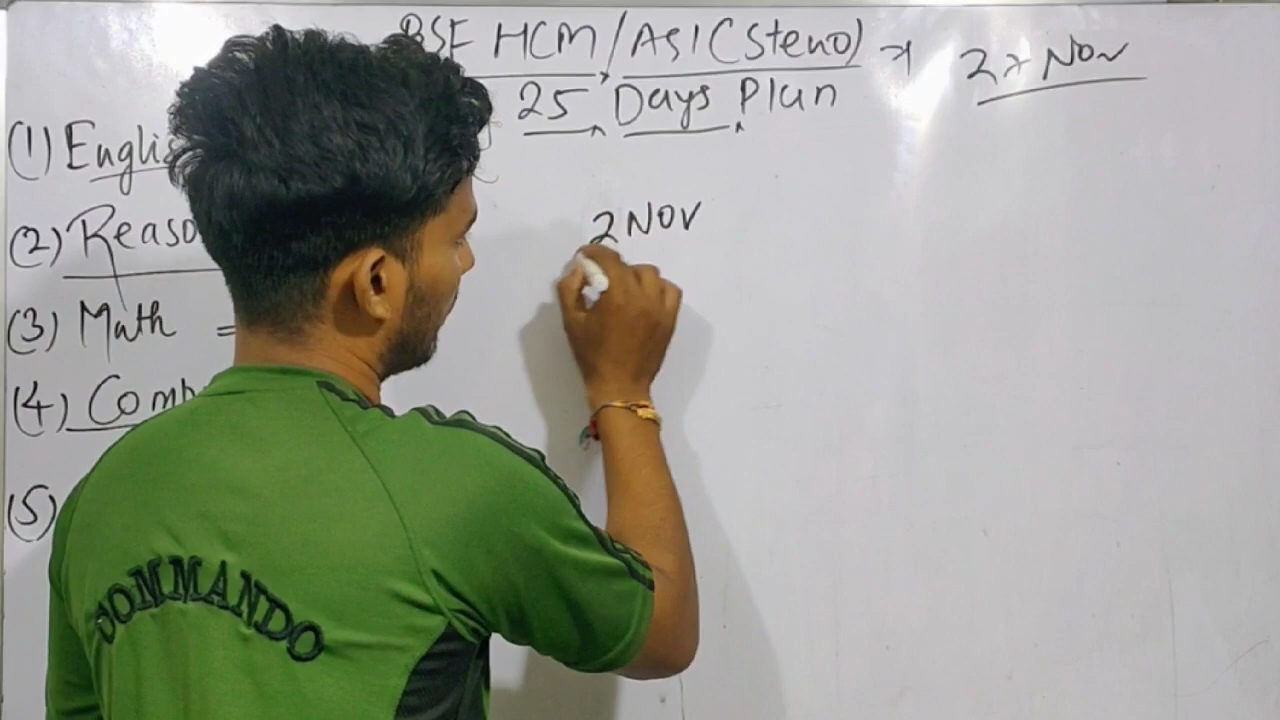 BSF HCM/ASI (Steno) → 27 Nov
25 Days Plan
(1) Englis
(2) Reaso
(3) Math =
(4) Comp
(5)
2 NOV
COMMANDO